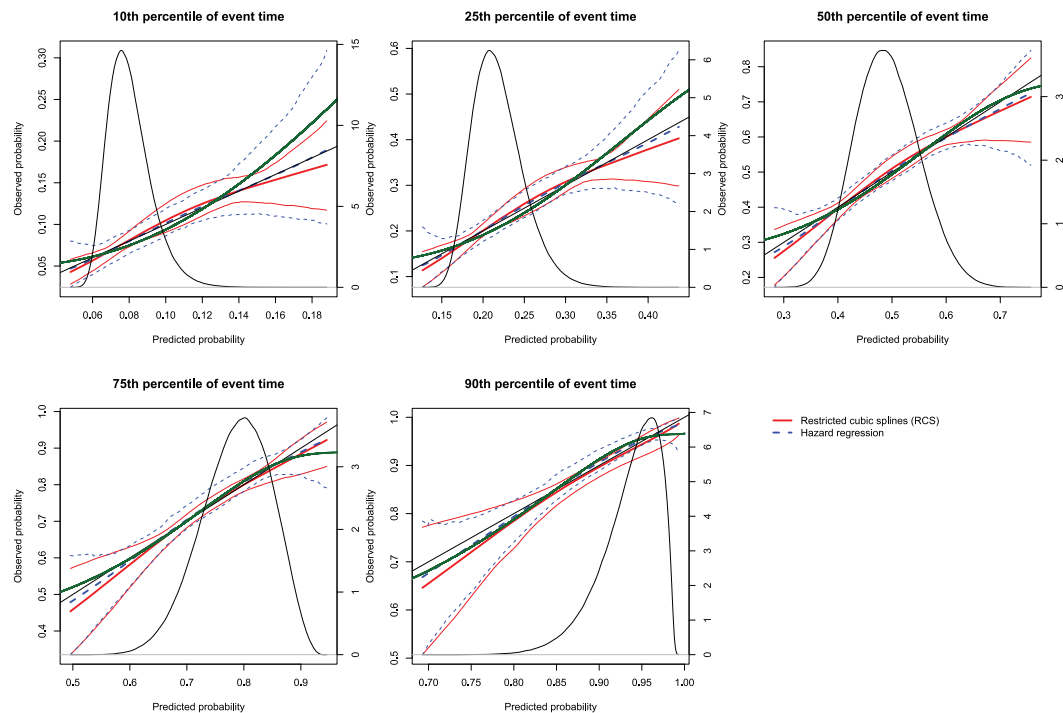 10th percentile of event time
25th percentile of event time
50th percentile of event time
0.05 0.10 0.15 0.20 0.25 0.30
Observed probability
0 5 10 15
0.06 0.08 0.10 0.12 0.14 0.16 0.18
Predicted probability
0.1 0.2 0.3 0.4 0.5 0.6
Observed probability
0 1 2 3 4 5 6
0.15 0.20 0.25 0.30 0.35 0.40
Predicted probability
0.2 0.3 0.4 0.5 0.6 0.7 0.8
Observed probability
0 1 2 3
0.3 0.4 0.5 0.6 0.7
Predicted probability
75th percentile of event time
90th percentile of event time
0.4 0.5 0.6 0.7 0.8 0.9 1.0
Observed probability
0 1 2 3
0.5 0.6 0.7 0.8 0.9
Predicted probability
0.5 0.6 0.7 0.8 0.9 1.0
Observed probability
0 1 2 3 4 5 6 7
0.70 0.75 0.80 0.85 0.90 0.95 1.00
Predicted probability
Restricted cubic splines (RCS)
Hazard regression